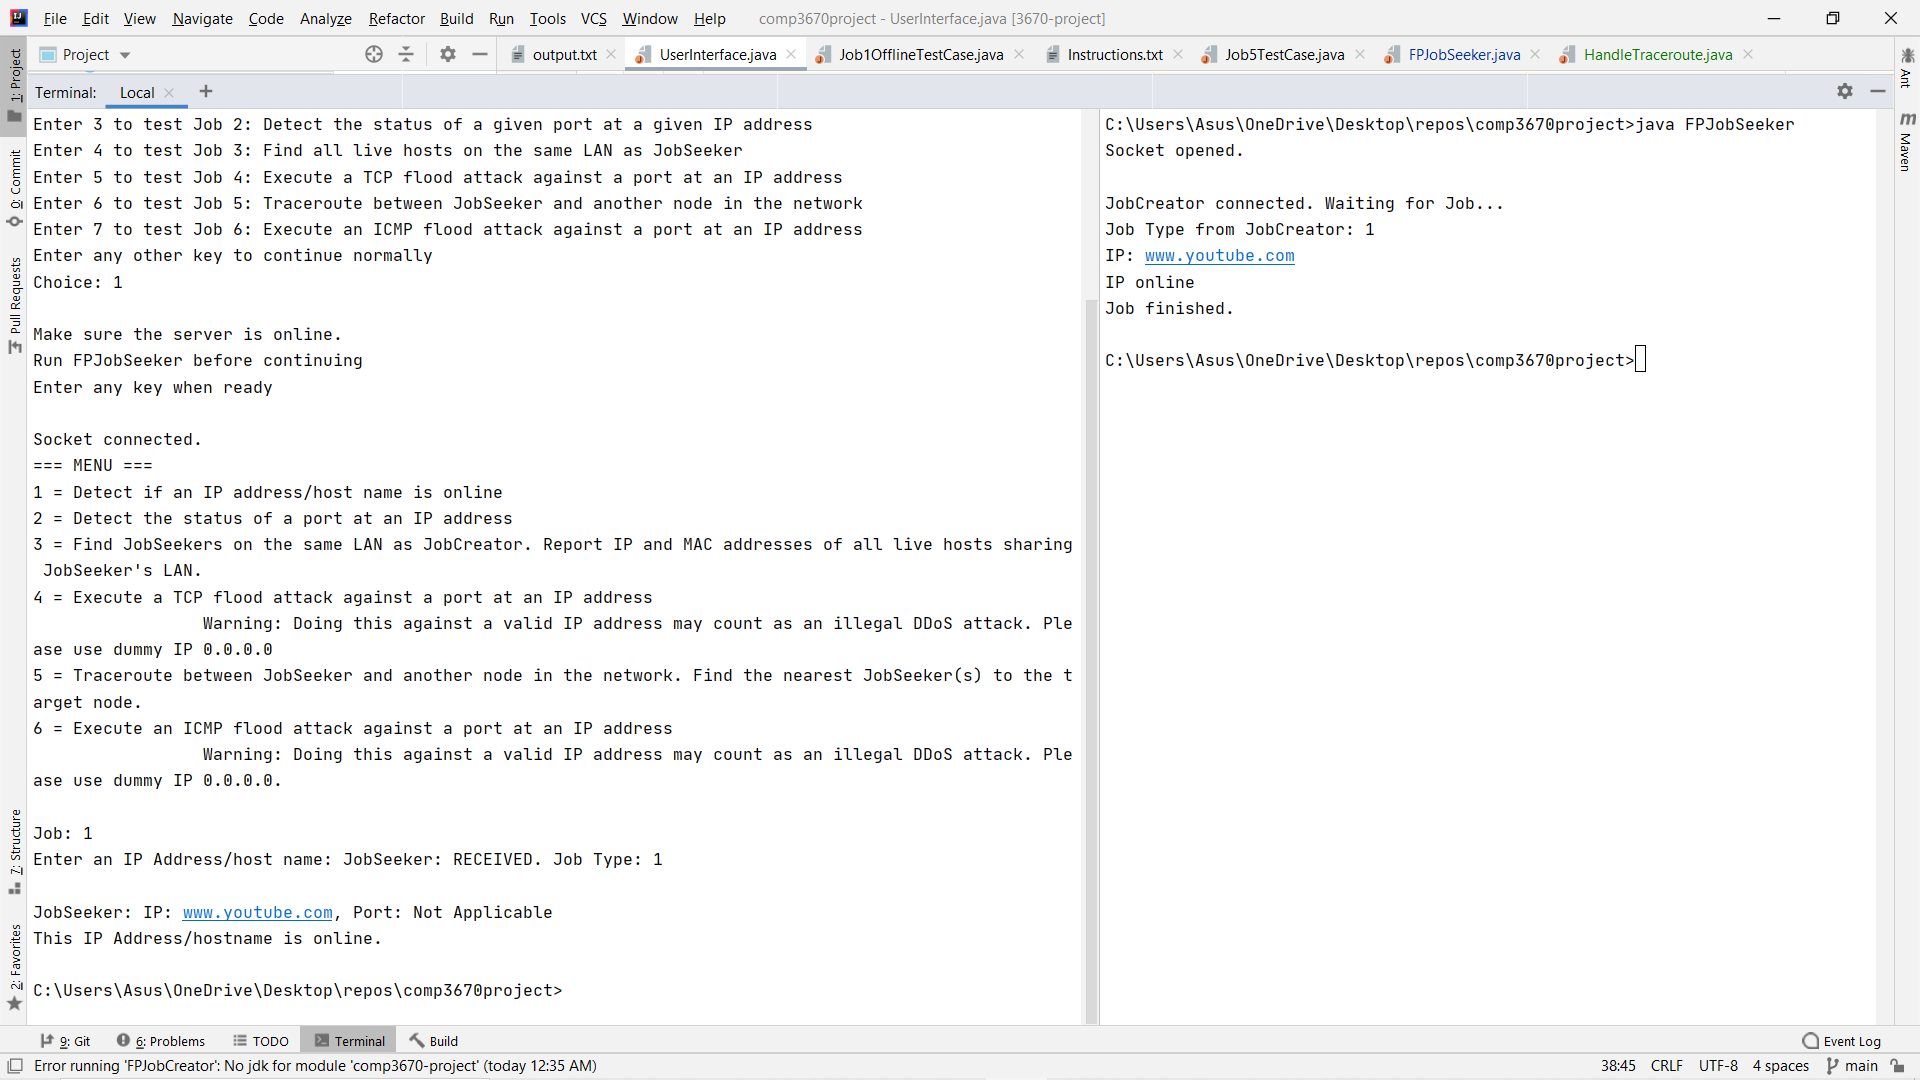 File Edit View Navigate Code Analyze Refactor Build Run Tools VCS Window Help comp3670project - UserInterface.java [3670-project]
Project
output.txt UserInterface.java Job1OfflineTestCase.java Instructions.txt Job5TestCase.java FPJobSeeker.java HandleTraceroute.java
Terminal: Local +
1: Project
0: Commit
Pull Requests
7: Structure
2: Favorites
Enter 3 to test Job 2: Detect the status of a given port at a given IP address
Enter 4 to test Job 3: Find all live hosts on the same LAN as JobSeeker
Enter 5 to test Job 4: Execute a TCP flood attack against a port at an IP address
Enter 6 to test Job 5: Traceroute between JobSeeker and another node in the network
Enter 7 to test Job 6: Execute an ICMP flood attack against a port at an IP address
Enter any other key to continue normally
Choice: 1
Make sure the server is online.
Run FPJobSeeker before continuing
Enter any key when ready
Socket connected.
=== MENU ===
1 = Detect if an IP address/host name is online
2 = Detect the status of a port at an IP address
3 = Find JobSeekers on the same LAN as JobCreator. Report IP and MAC addresses of all live hosts sharing
JobSeeker's LAN.
4 = Execute a TCP flood attack against a port at an IP address
Warning: Doing this against a valid IP address may count as an illegal DDoS attack. Ple
ase use dummy IP 0.0.0.0
5 = Traceroute between JobSeeker and another node in the network. Find the nearest JobSeeker(s) to the t
arget node.
6 = Execute an ICMP flood attack against a port at an IP address
Warning: Doing this against a valid IP address may count as an illegal DDoS attack. Ple
ase use dummy IP 0.0.0.0.
Job: 1
Enter an IP Address/host name: JobSeeker: RECEIVED. Job Type: 1
JobSeeker: IP: www.youtube.com, Port: Not Applicable
This IP Address/hostname is online.
C:\Users\Asus\OneDrive\Desktop\repos\comp3670project>
C:\Users\Asus\OneDrive\Desktop\repos\comp3670project>java FPJobSeeker
Socket opened.
JobCreator connected. Waiting for Job...
Job Type from JobCreator: 1
IP: www.youtube.com
IP online
Job finished.
C:\Users\Asus\OneDrive\Desktop\repos\comp3670project>
Ant
m Maven
9: Git 6: Problems TODO Terminal Build Event Log
Error running 'FPJobCreator': No jdk for module 'comp3670-project' (today 12:35 AM) 38:45 CRLF UTF-8 4 spaces main